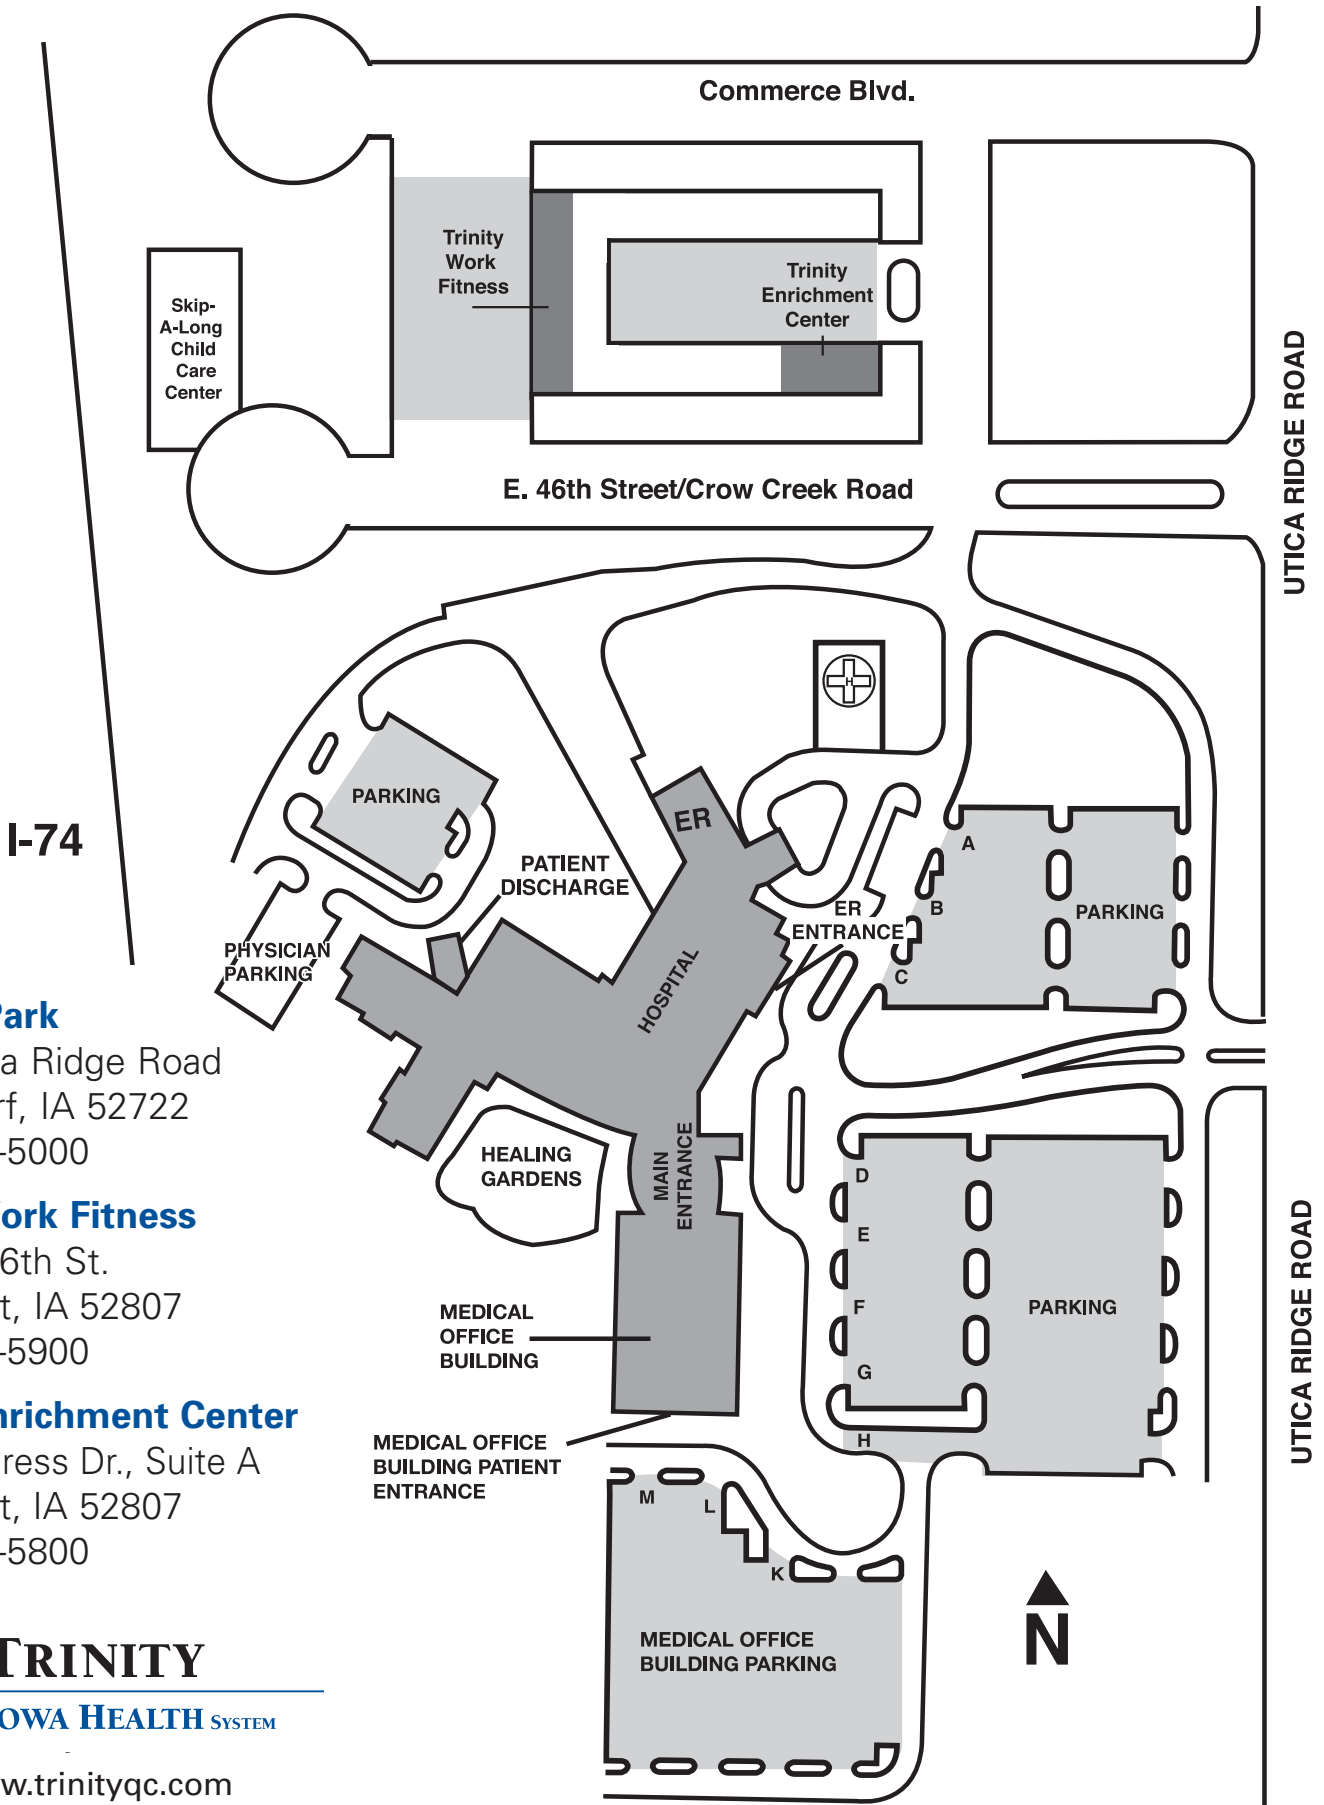 Commerce Blvd.
Trinity
Work
Fitness
Trinity
Enrichment
Center
Skip-
A-Long
Child
Care
Center
UTICA RIDGE ROAD
E. 46th Street/Crow Creek Road
H
PARKING
ER
I-74
PATIENT
DISCHARGE
A
B
C
PARKING
ER
ENTRANCE
PHYSICIAN
PARKING
HOSPITAL
Park
a Ridge Road
rf, IA 52722
-5000
HEALING
GARDENS
MAIN
ENTRANCE
D
E
F
G
H
PARKING
UTICA RIDGE ROAD
Work Fitness
6th St.
t, IA 52807
-5900
MEDICAL
OFFICE
BUILDING
nrichment Center
ress Dr., Suite A
t, IA 52807
-5800
MEDICAL OFFICE
BUILDING PATIENT
ENTRANCE
M
L
K
MEDICAL OFFICE
BUILDING PARKING
N
TRINITY
OWA HEALTH SYSTEM
w.trinityqc.com